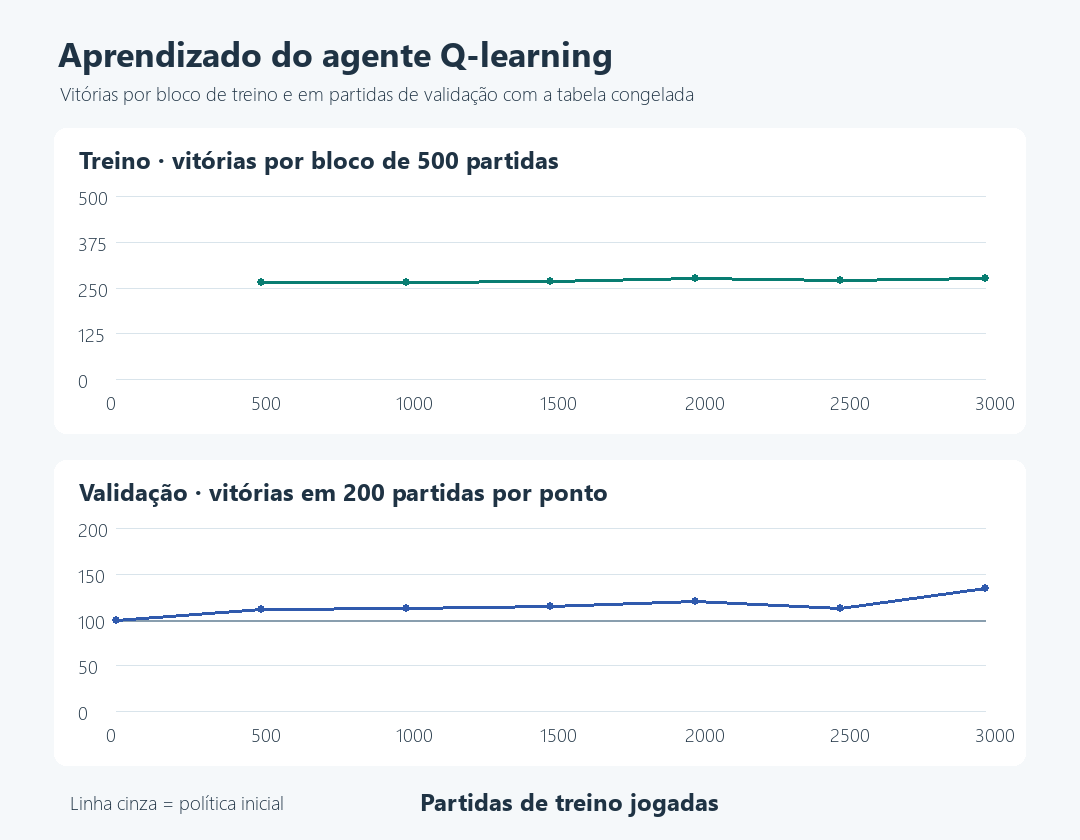 Aprendizado do agente Q-learning
Vitórias por bloco de treino e em partidas de validação com a tabela congelada
Treino · vitórias por bloco de 500 partidas
500
375
250
125
0
0 500 1000 1500 2000 2500 3000
Validação · vitórias em 200 partidas por ponto
200
150
100
50
0
0 500 1000 1500 2000 2500 3000
Linha cinza = política inicial
Partidas de treino jogadas